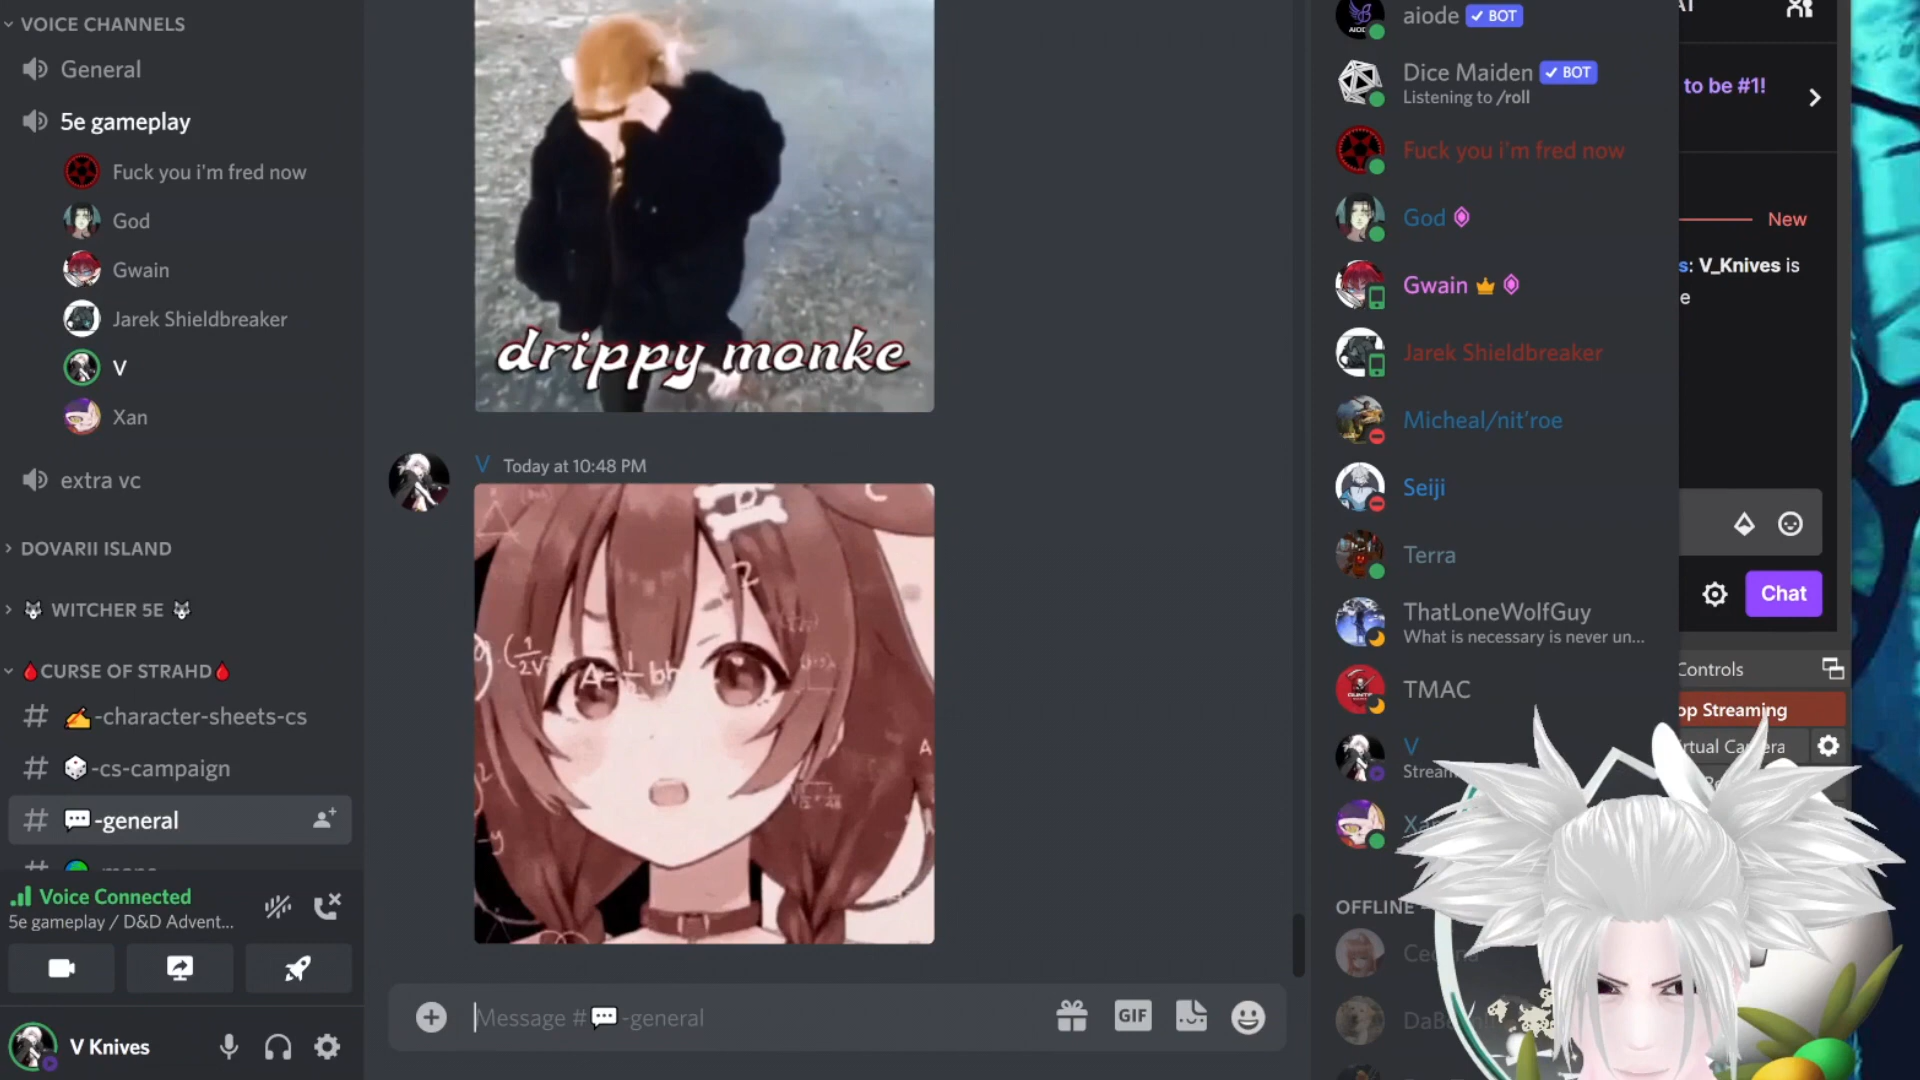 VOICE CHANNELS
General
5e gameplay
Fuck you i'm fred now
God
Gwain
Jarek Shieldbreaker
V
Xan
extra vc
DOVARII ISLAND
WITCHER 5E
CURSE OF STRAHD
-character-sheets-cs
-cs-campaign
-general
Voice Connected
5e gameplay / D&D Advent...
V Knives
drippy monke
V Today at 10:48 PM
2
A=
bh
Message # -general
GIF
aiode BOT
Dice Maiden BOT
Listening to /roll
Fuck you i'm fred now
God
Gwain
Jarek Shieldbreaker
Micheal/nit'roe
Seiji
Terra
ThatLoneWolfGuy
What is necessary is never un...
TMAC
V
OFFLINE
to be #1!
New
s: V_Knives is
e
Chat
Controls
op Streaming